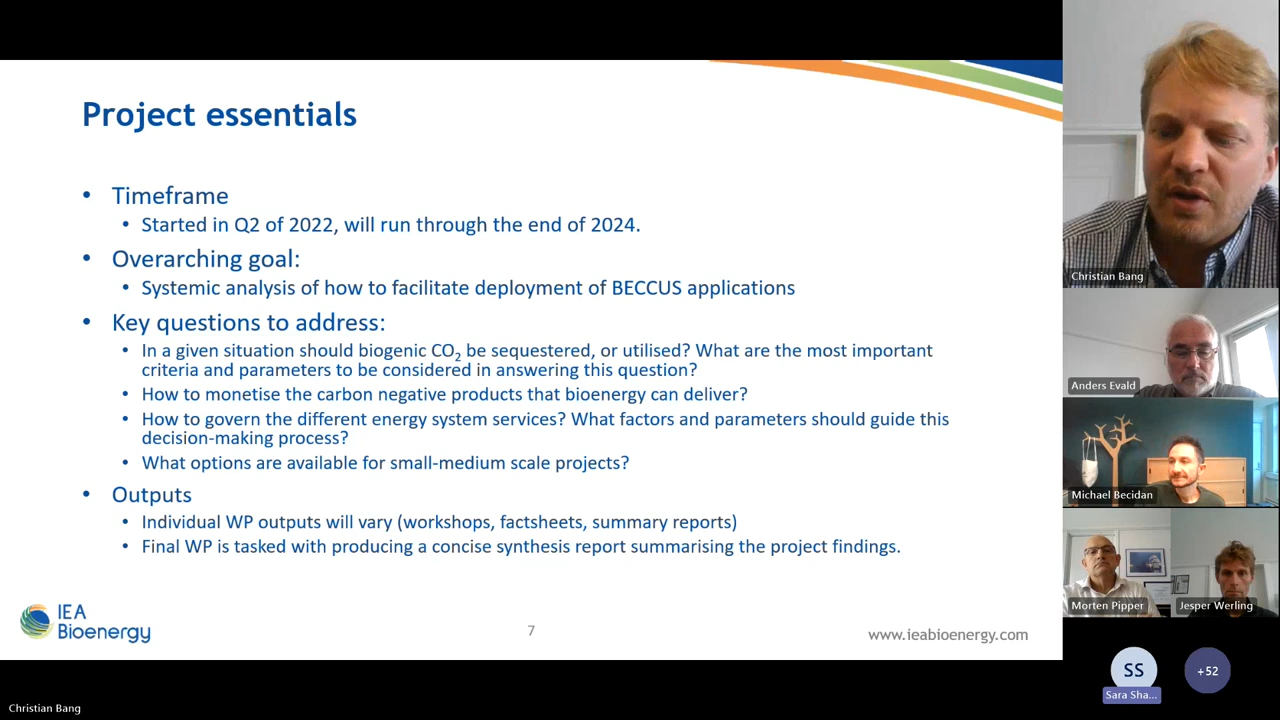 Project essentials
• Timeframe
• Started in Q2 of 2022, will run through the end of 2024.
• Overarching goal:
• Systemic analysis of how to facilitate deployment of BECCUS applications
• Key questions to address:
• In a given situation should biogenic CO₂ be sequestered, or utilised? What are the most important
criteria and parameters to be considered in answering this question?
• How to monetise the carbon negative products that bioenergy can deliver?
• How to govern the different energy system services? What factors and parameters should guide this
decision-making process?
• What options are available for small-medium scale projects?
• Outputs
• Individual WP outputs will vary (workshops, factsheets, summary reports)
• Final WP is tasked with producing a concise synthesis report summarising the project findings.
IEA
Bioenergy
7
www.ieabioenergy.com
Christian Bang
Christian Bang
Anders Evald
Michael Becidan
Morten Pipper
Jesper Werling
SS
Sara Sha...
+52